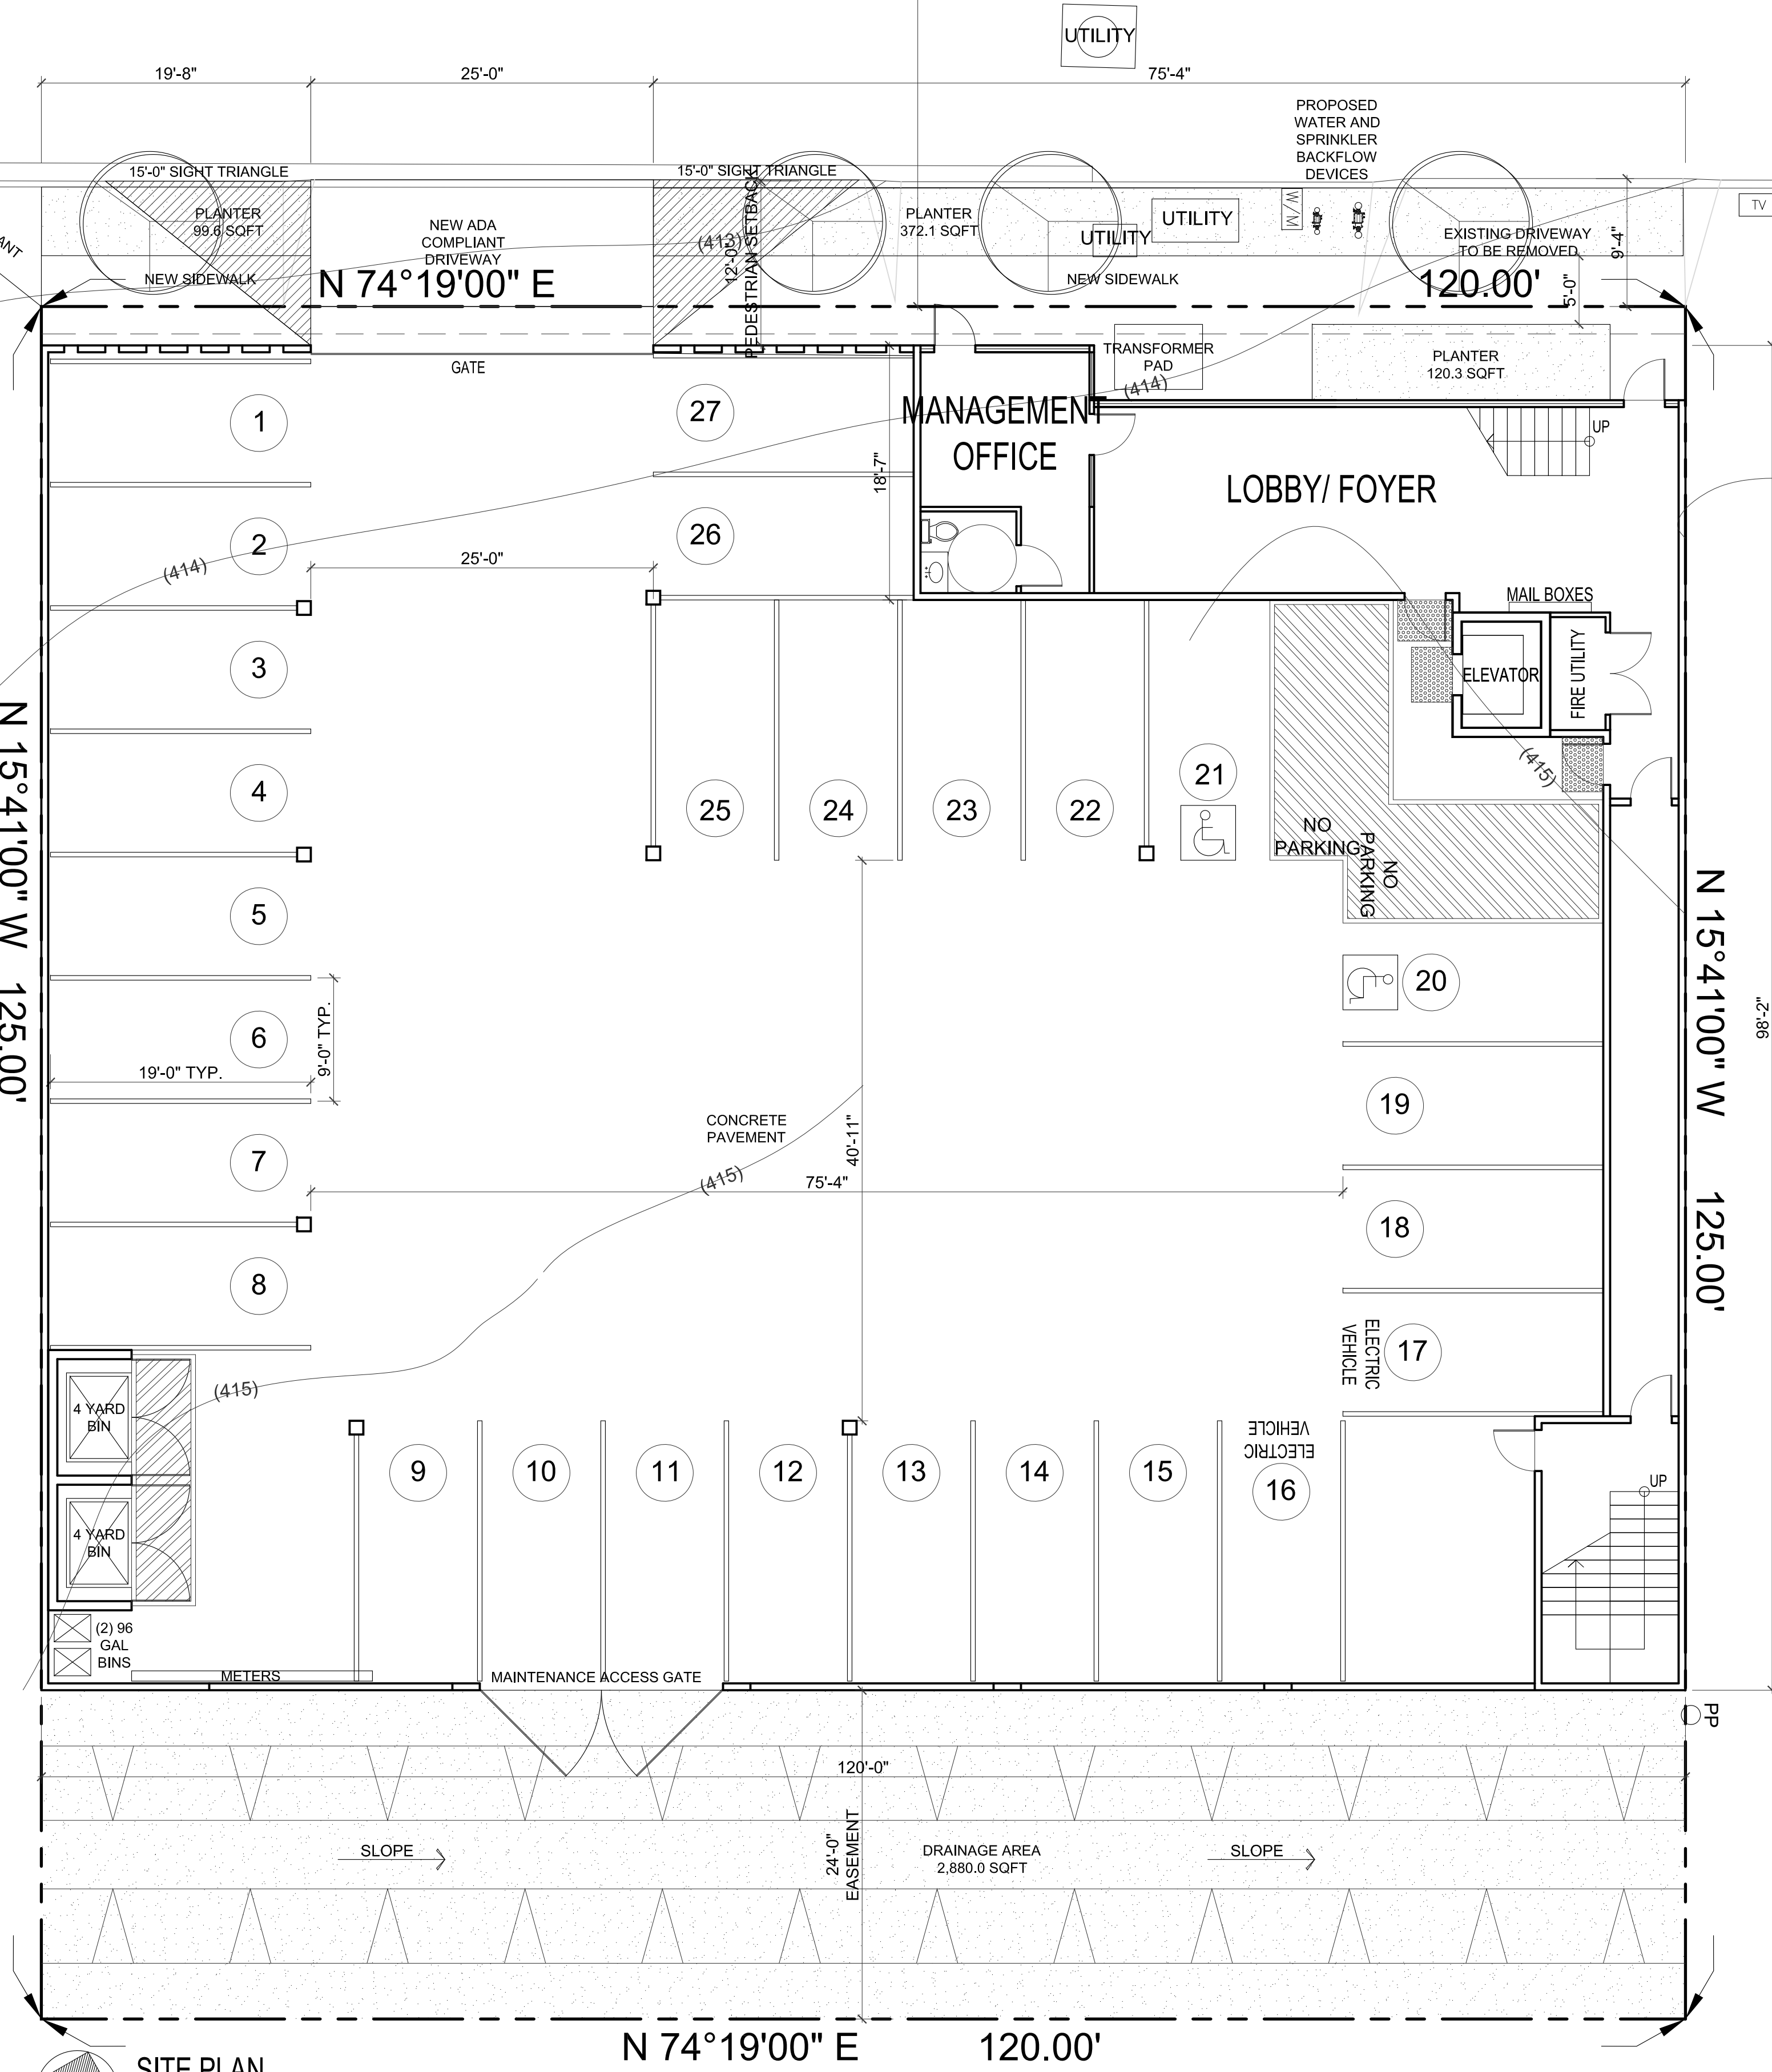 UTILITY
19'-8"
25'-0"
75'-4"
PROPOSED
WATER AND
SPRINKLER
BACKFLOW
DEVICES
15'-0" SIGHT TRIANGLE
15'-0" SIGHT TRIANGLE
TV
W/M
PLANTER
99.6 SQFT
NEW ADA
COMPLIANT
DRIVEWAY
(413)
12'-0"
PEDESTRIAN SETBACK
PLANTER
372.1 SQFT
UTILITY
UTILITY
EXISTING DRIVEWAY
TO BE REMOVED
9'-4"
NEW SIDEWALK
NEW SIDEWALK
N 74°19'00" E
120.00'
5'-0"
GATE
TRANSFORMER
PAD
PLANTER
120.3 SQFT
(414)
1
27
MANAGEMENT
OFFICE
UP
LOBBY/ FOYER
18'-7"
2
26
(414)
25'-0"
MAIL BOXES
3
ELEVATOR
FIRE UTILITY
N 15°41'00" W 125.00'
4
25
24
23
22
21
(415)
NO
PARKING
NO
PARKING
5
N 15°41'00" W 125.00'
98'-2"
20
6
9'-0" TYP.
19'-0" TYP.
19
CONCRETE
PAVEMENT
40'-11"
7
(415)
75'-4"
18
8
ELECTRIC
VEHICLE
17
(415)
4 YARD
BIN
ELECTRIC
VEHICLE
9
10
11
12
13
14
15
16
UP
4 YARD
BIN
(2) 96
GAL
BINS
METERS
MAINTENANCE ACCESS GATE
PP
120'-0"
24'-0"
EASEMENT
SLOPE
DRAINAGE AREA
2,880.0 SQFT
SLOPE
N 74°19'00" E
120.00'
SITE PLAN